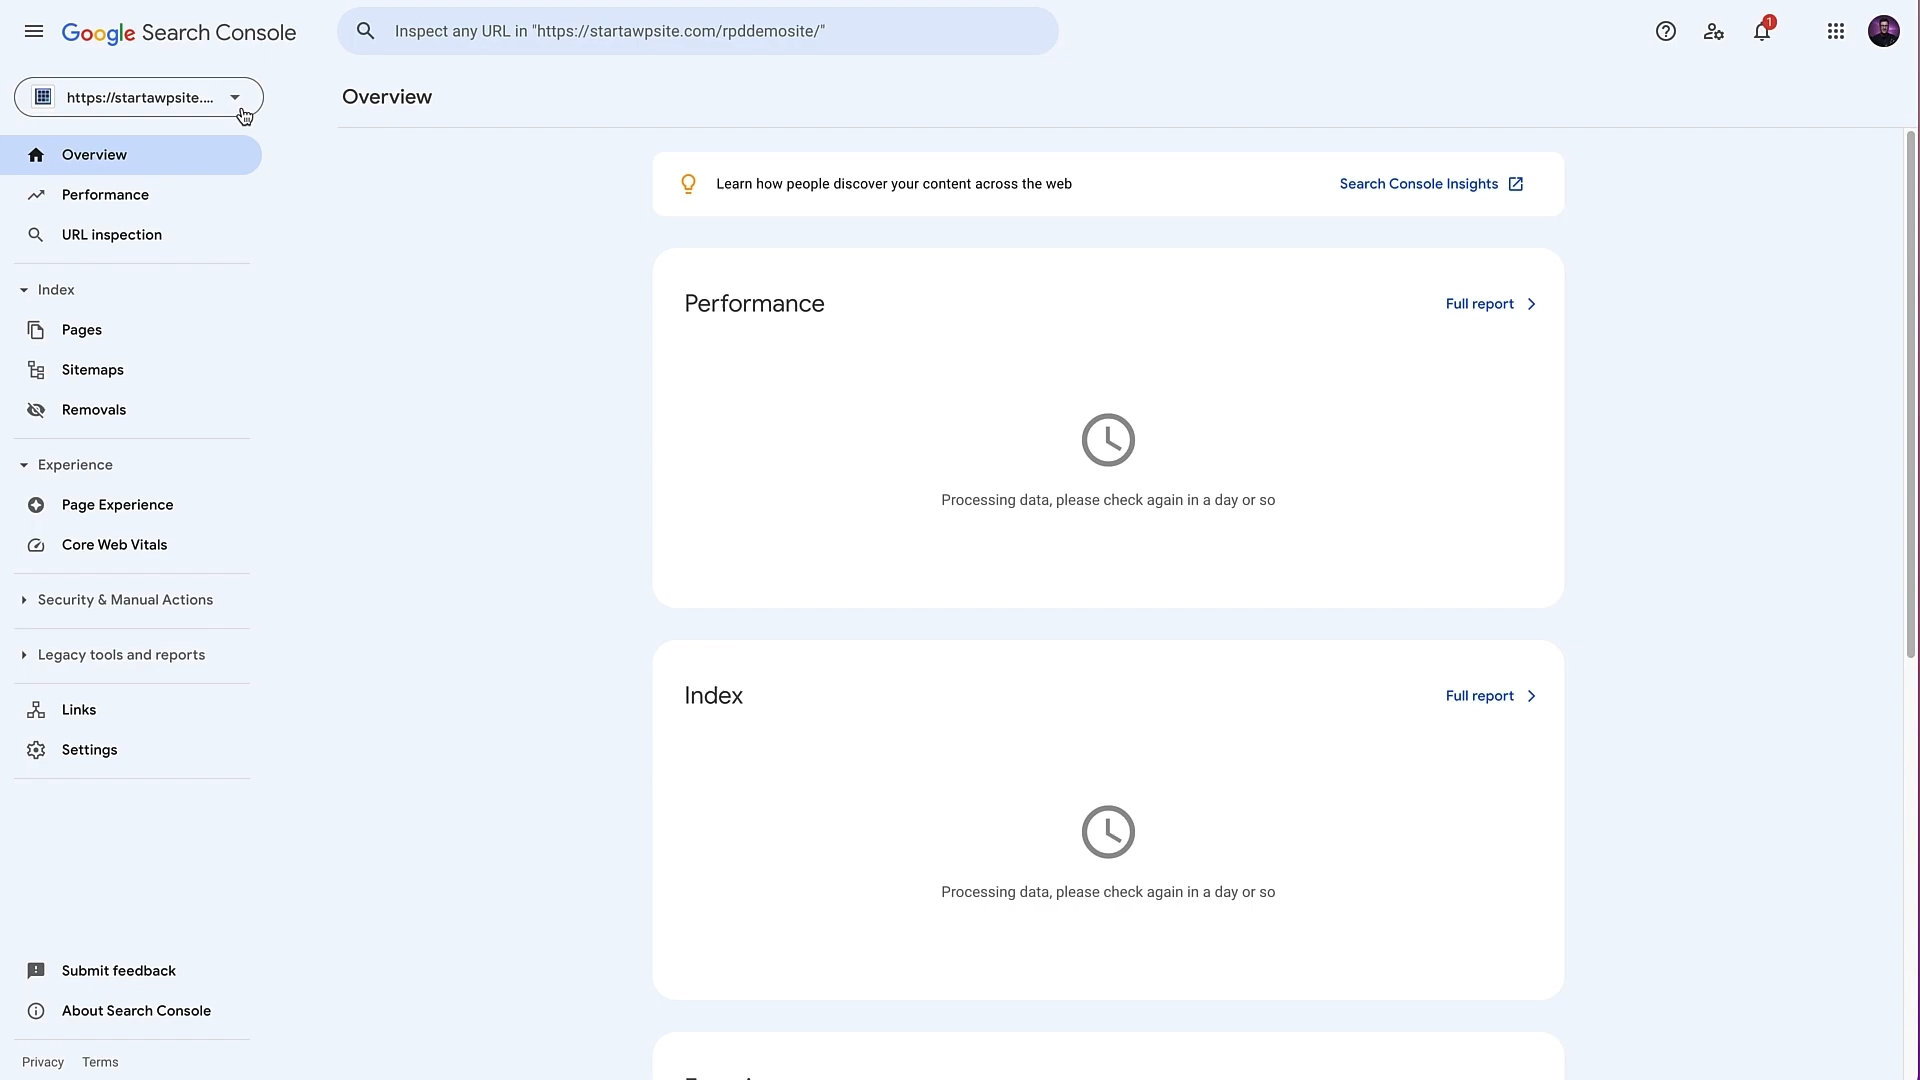 Google Search Console
Inspect any URL in "https://startawpsite.com/rpddemosite/"
1
https://startawpsite....
Overview
Overview
Performance
URL inspection
Index
Pages
Sitemaps
Removals
Experience
Page Experience
Core Web Vitals
Security & Manual Actions
Legacy tools and reports
Links
Settings
Submit feedback
About Search Console
Privacy
Terms
Learn how people discover your content across the web
Search Console Insights
Performance
Full report
Processing data, please check again in a day or so
Index
Full report
Processing data, please check again in a day or so